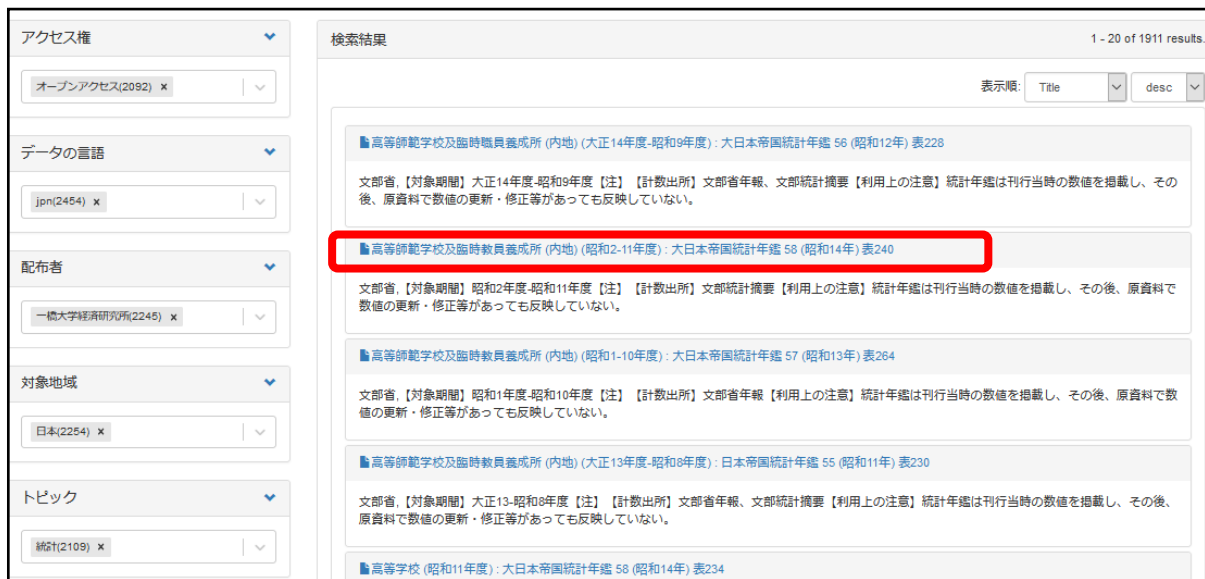 アクセス権
オープンアクセス(2092) ×
データの言語
jpn(2454) ×
配布者
一橋大学経済研究所(2245) ×
対象地域
日本(2254) ×
トピック
統計(2109) ×
検索結果
1 - 20 of 1911 results.
表示順: Title desc
高等師範学校及臨時職員養成所 (内地) (大正14年度-昭和9年度) : 大日本帝国統計年鑑 56 (昭和12年) 表228
文部省,【対象期間】大正14年度-昭和9年度【注】【計数出所】文部省年報、文部統計摘要【利用上の注意】統計年鑑は刊行当時の数値を掲載し、その
後、原資料で数値の更新・修正等があっても反映していない。
高等師範学校及臨時教員養成所 (内地) (昭和2-11年度) : 大日本帝国統計年鑑 58 (昭和14年) 表240
文部省,【対象期間】昭和2年度-昭和11年度【注】【計数出所】文部統計摘要【利用上の注意】統計年鑑は刊行当時の数値を掲載し、その後、原資料で
数値の更新・修正等があっても反映していない。
高等師範学校及臨時教員養成所 (内地) (昭和1-10年度) : 大日本帝国統計年鑑 57 (昭和13年) 表264
文部省,【対象期間】昭和1年度-昭和10年度【注】【計数出所】文部省年報【利用上の注意】統計年鑑は刊行当時の数値を掲載し、その後、原資料で数
値の更新・修正等があっても反映していない。
高等師範学校及臨時教員養成所 (内地) (大正13年度-昭和8年度) : 日本帝国統計年鑑 55 (昭和11年) 表230
文部省,【対象期間】大正13-昭和8年度【注】【計数出所】文部省年報、文部統計摘要【利用上の注意】統計年鑑は刊行当時の数値を掲載し、その後、
原資料で数値の更新・修正等があっても反映していない。
高等学校 (昭和11年度) : 大日本帝国統計年鑑 58 (昭和14年) 表234